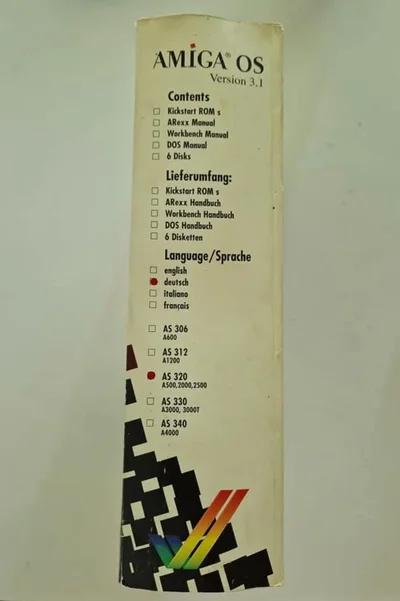 AMIGA® OS
Version 3.1
Contents
Kickstart ROM s
ARexx Manual
Workbench Manual
DOS Manual
6 Disks
Lieferumfang:
Kickstart ROM s
ARexx Handbuch
Workbench Handbuch
DOS Handbuch
6 Disketten
Language/Sprache
english
deutsch
italiano
français
AS 306
A600
AS 312
A1200
AS 320
A500,2000,2500
AS 330
A3000, 3000T
AS 340
A4000